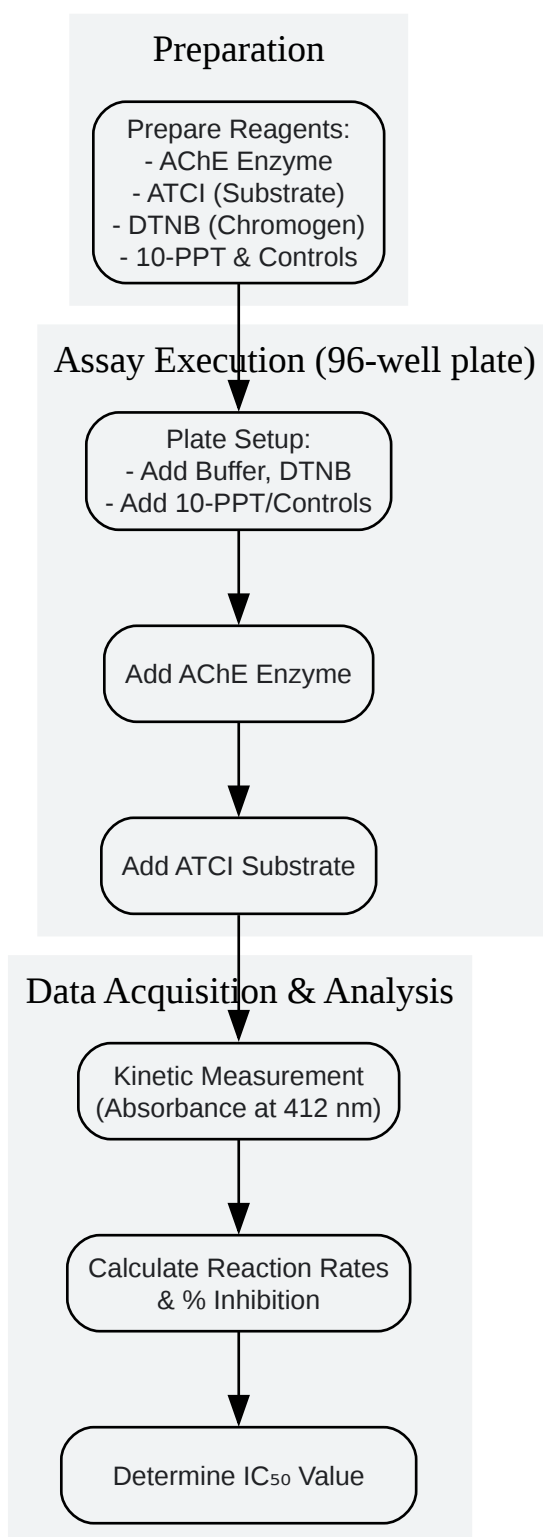 Preparation
Prepare Reagents:
- AChE Enzyme
- ATCI (Substrate)
- DTNB (Chromogen)
- 10-PPT & Controls
Assay Execution (96-well plate)
Plate Setup:
- Add Buffer, DTNB
- Add 10-PPT/Controls
Add AChE Enzyme
Add ATCI Substrate
Data Acquisition & Analysis
Kinetic Measurement
(Absorbance at 412 nm)
Calculate Reaction Rates
& % Inhibition
Determine IC₅₀ Value